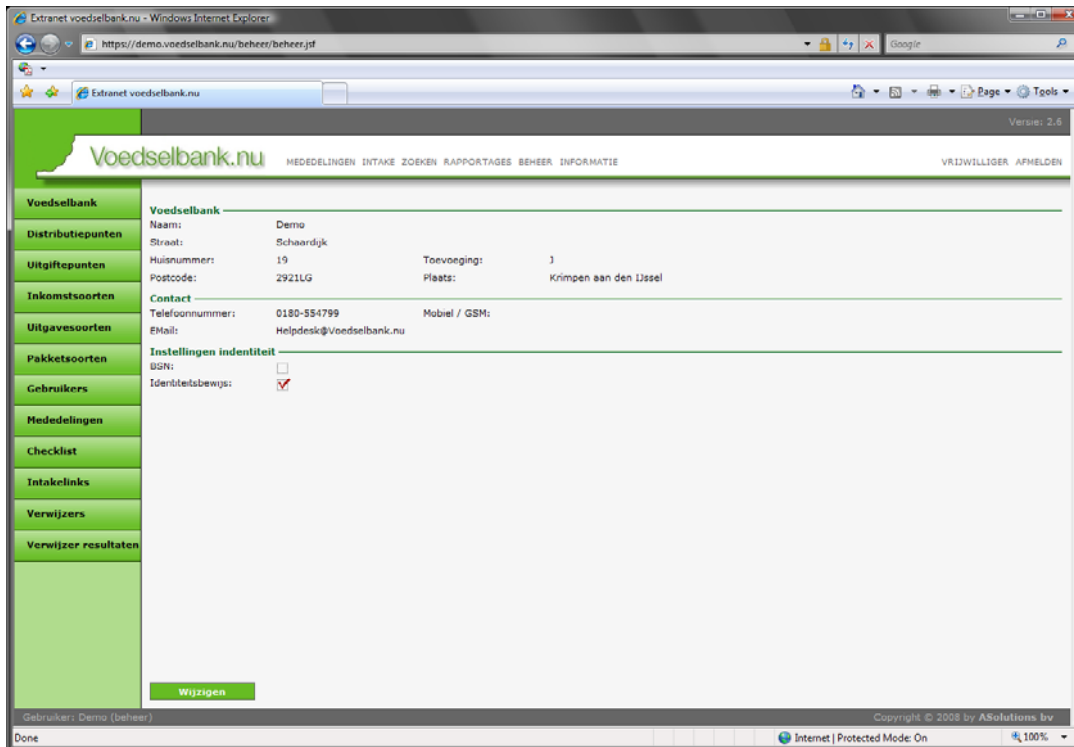 Extranet voedselbank.nu - Windows Internet Explorer
https://demo.voedselbank.nu/beheer/beheer.jsf
Google
Extranet voedselbank.nu
Page
Tools
Versie: 2.6
Voedselbank.nu
MEDEDELINGEN INTAKE ZOEKEN RAPPORTAGES BEHEER INFORMATIE
VRIJWILLIGER AFMELDEN
Voedselbank
Distributiepunten
Uitgiftepunten
Inkomstsoorten
Uitgavesoorten
Pakketsoorten
Gebruikers
Mededelingen
Checklist
Intakelinks
Verwijzers
Verwijzer resultaten
Voedselbank
Naam: Demo
Straat: Schaardijk
Huisnummer: 19 Toevoeging: J
Postcode: 2921LG Plaats: Krimpen aan den IJssel
Contact
Telefoonnummer: 0180-554799 Mobiel / GSM:
EMail: Helpdesk@Voedselbank.nu
Instellingen indentiteit
BSN:
Identiteitsbewijs:
Wijzigen
Gebruiker: Demo (beheer)
Copyright © 2008 by ASolutions bv
Done
Internet | Protected Mode: On
100%